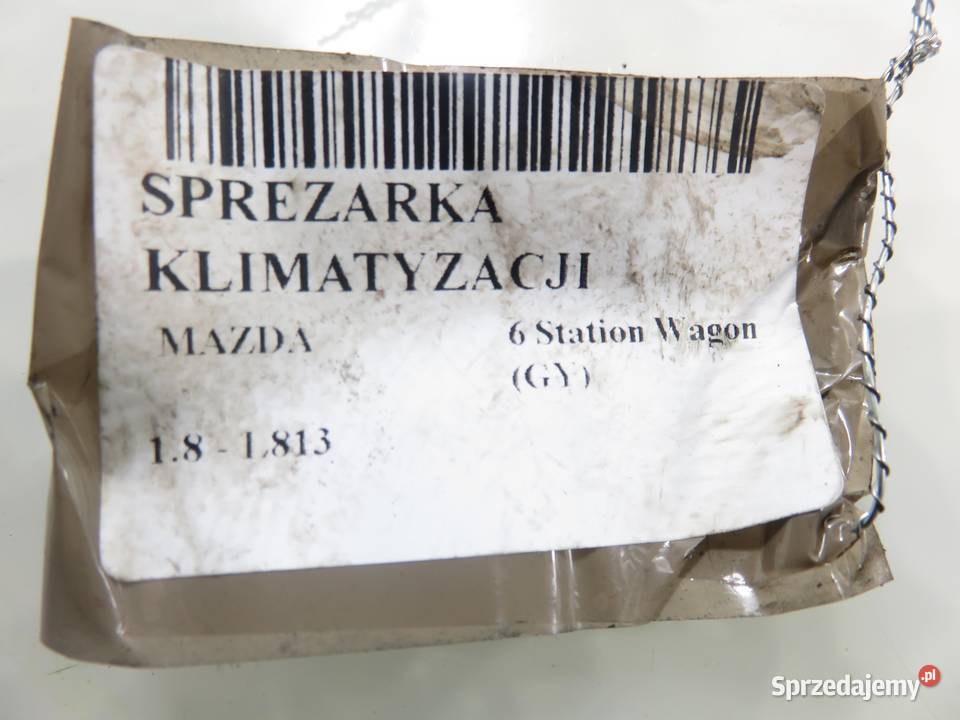 SPREZARKA
KLIMATYZACJI
MAZDA 6 Station Wagon
(GY)
1.8 - L813
Sprzedajemy.pl